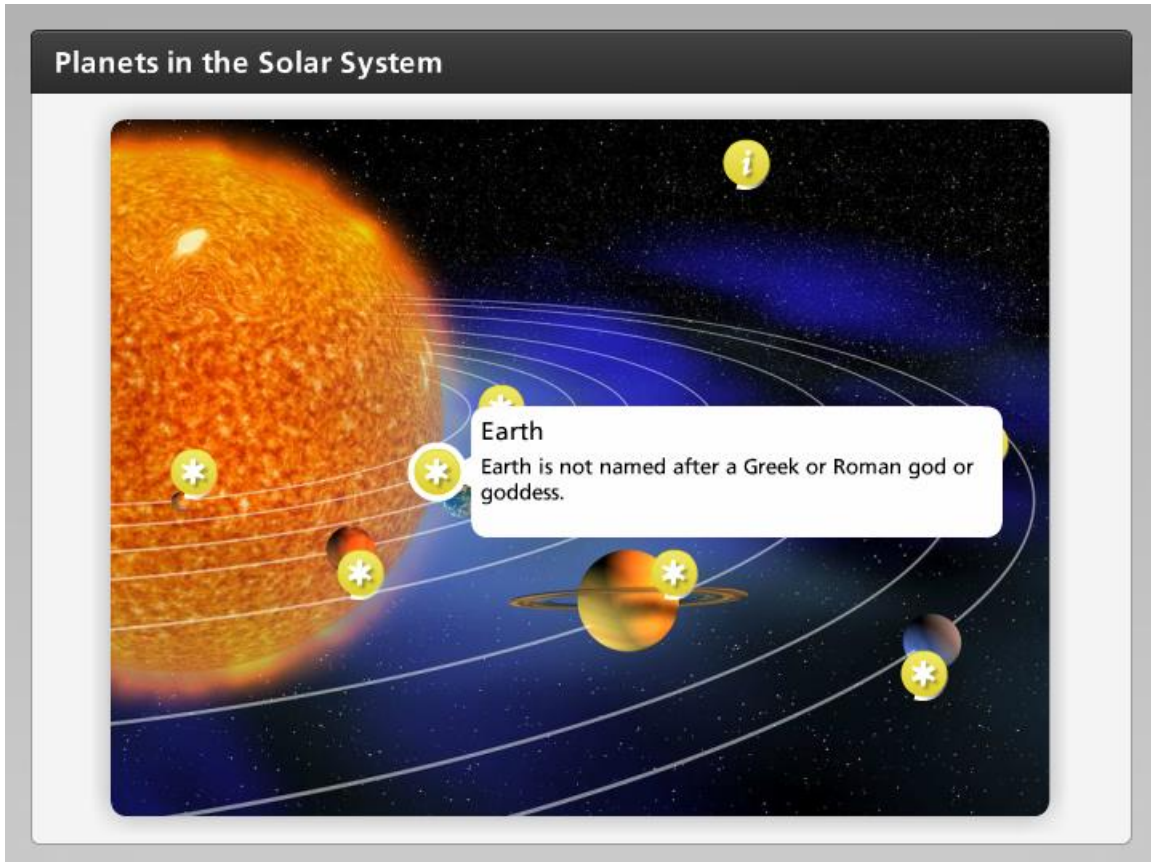 Planets in the Solar System
i
Earth
Earth is not named after a Greek or Roman god or
goddess.